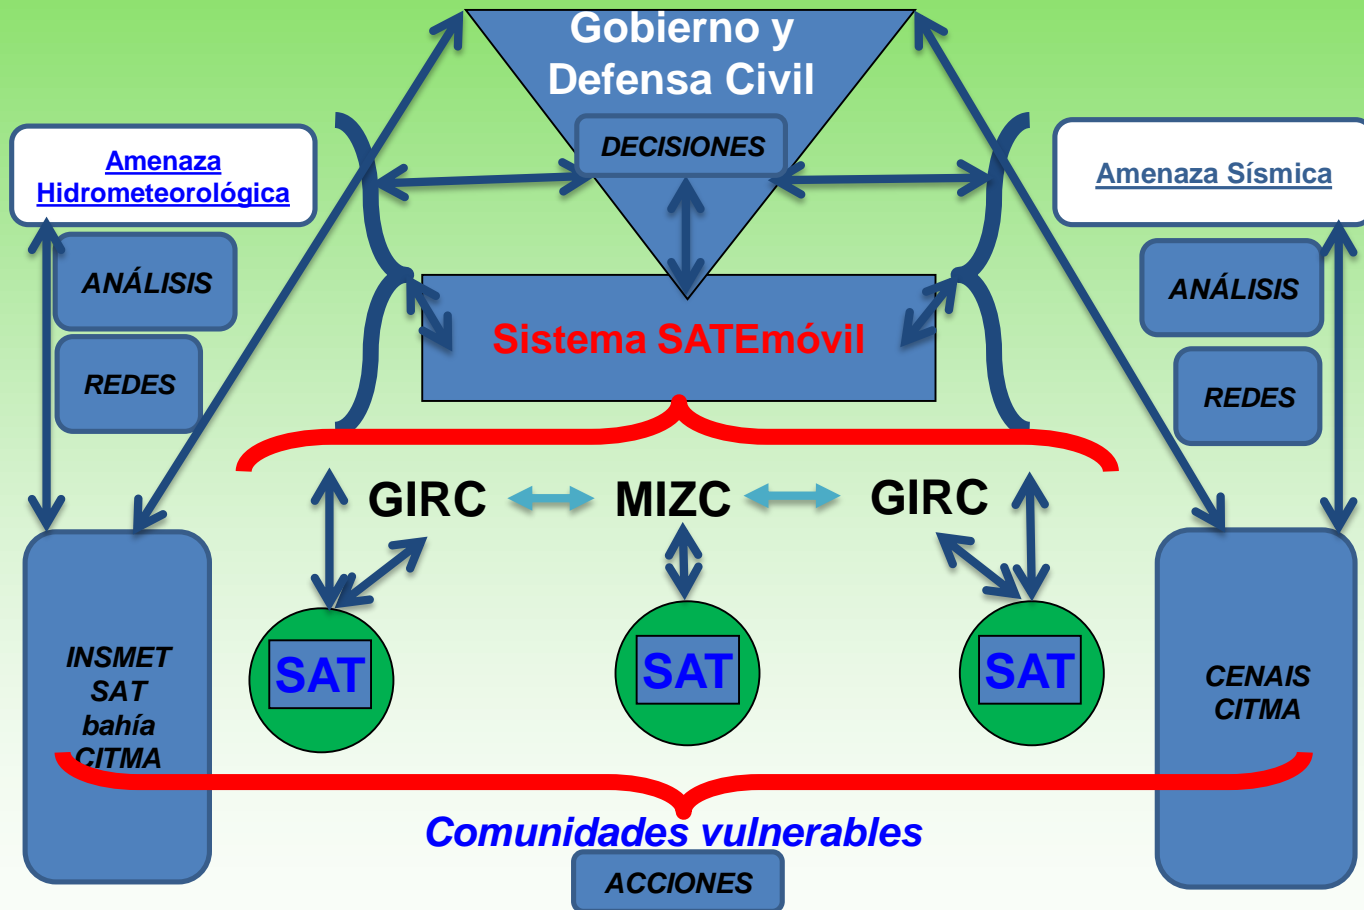 Gobierno y
Defensa Civil
DECISIONES
Amenaza
Hidrometeorológica
Amenaza Sísmica
ANÁLISIS
ANÁLISIS
REDES
REDES
Sistema SATEmóvil
GIRC
MIZC
GIRC
SAT
SAT
SAT
INSMET
SAT
bahía
CITMA
CENAIS
CITMA
Comunidades vulnerables
ACCIONES